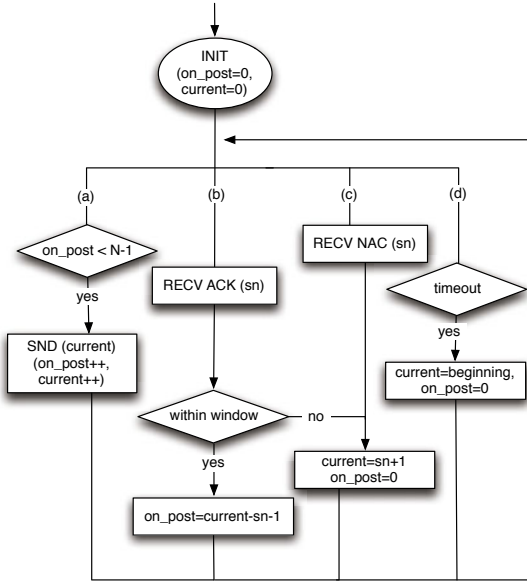 INIT
(on_post=0,
current=0)
(a)
(b)
(c)
(d)
on_post < N-1
yes
SND (current)
(on_post++,
current++)
RECV ACK (sn)
within window
no
yes
on_post=current-sn-1
RECV NAC (sn)
current=sn+1
on_post=0
timeout
yes
current=beginning,
on_post=0